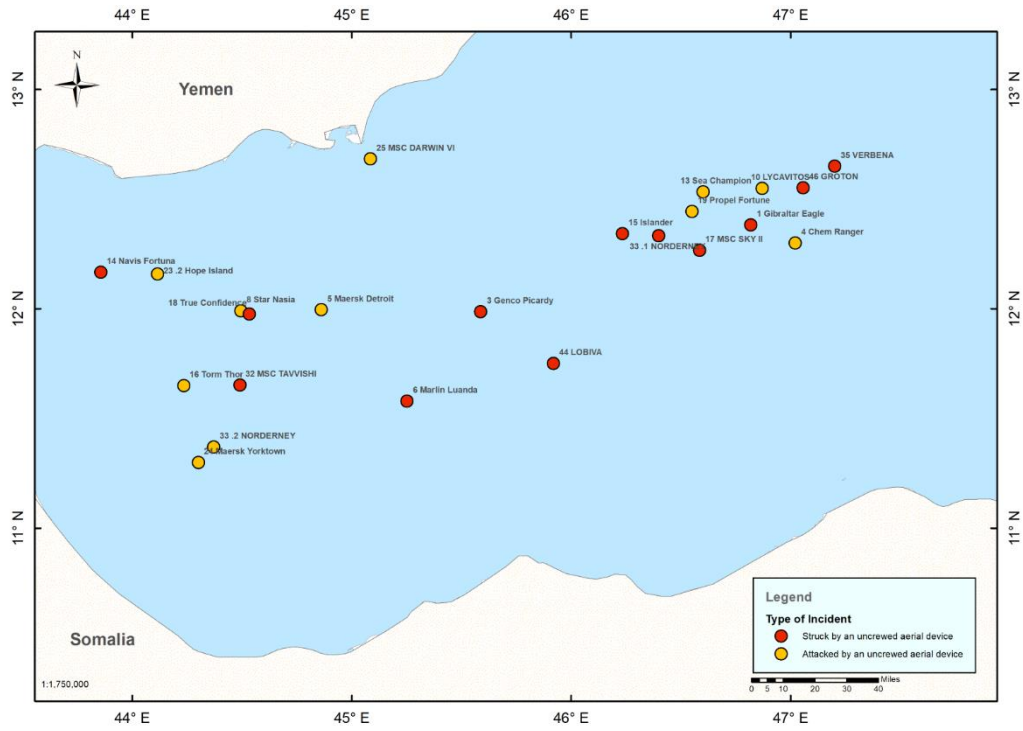 44° E 45° E 46° E 47° E
N
Yemen
13° N 13° N
25 MSC DARWIN VI
35 VERBENA
13 Sea Champion
10 LYCAVITOS
46 GROTON
19 Propel Fortune
1 Gibraltar Eagle
15 Islander
33 .1 NORDERNEY
17 MSC SKY II
4 Chem Ranger
14 Navis Fortuna
23 .2 Hope Island
12° N 12° N
18 True Confidence
8 Star Nasia
5 Maersk Detroit
3 Genco Picardy
44 LOBIVA
16 Torm Thor
32 MSC TAVVISHI
6 Marlin Luanda
33 .2 NORDERNEY
24 Maersk Yorktown
11° N 11° N
Somalia
Legend
Type of Incident
Struck by an uncrewed aerial device
Attacked by an uncrewed aerial device
1:1,750,000
Miles
0 5 10 20 30 40
44° E 45° E 46° E 47° E